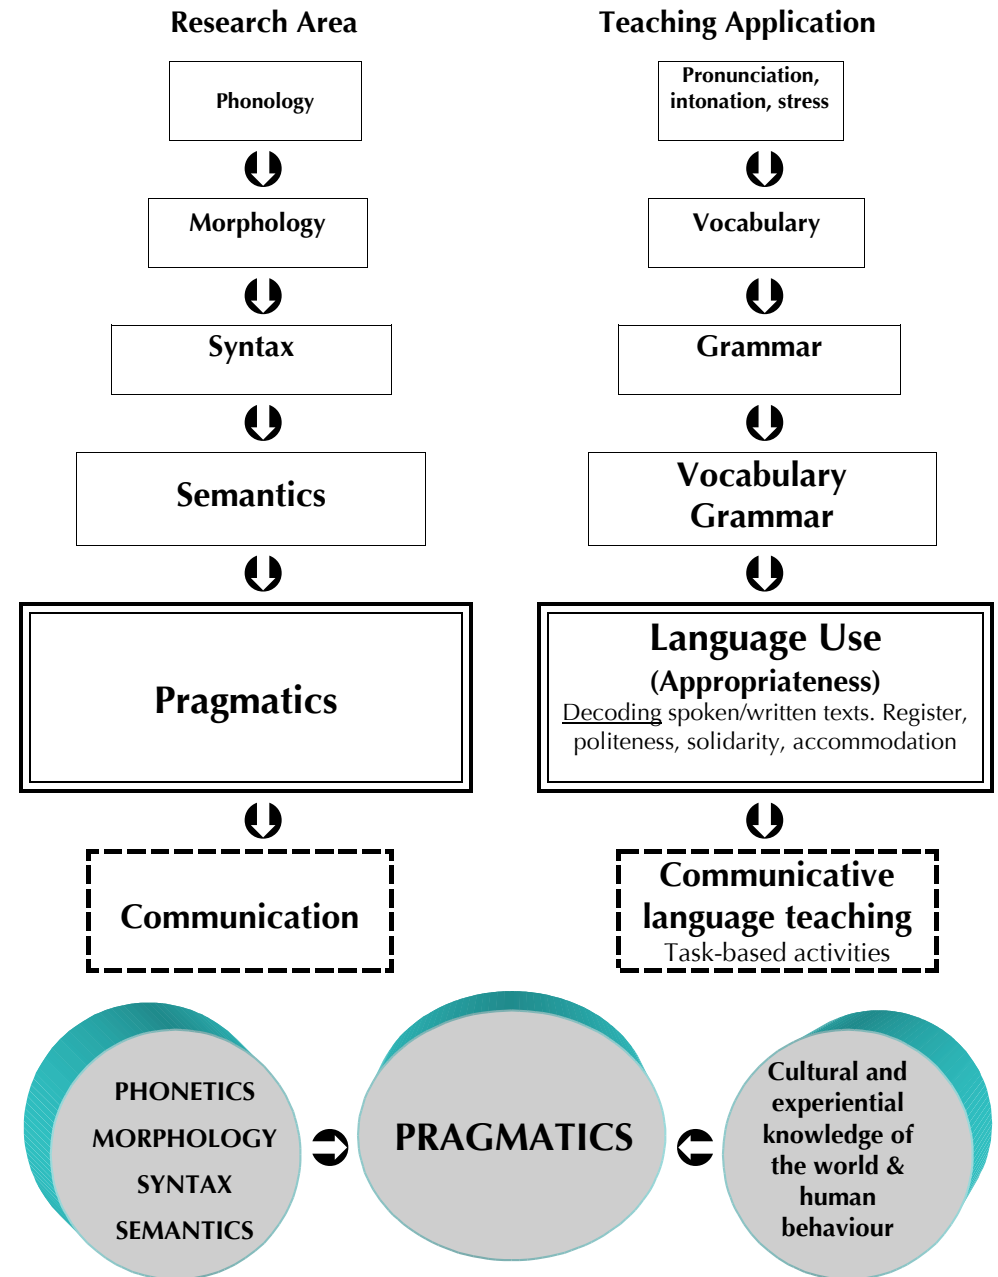 Research Area
Teaching Application
Phonology
Pronunciation,
intonation, stress
Morphology
Vocabulary
Syntax
Grammar
Semantics
Vocabulary
Grammar
Pragmatics
Language Use
(Appropriateness)
Decoding spoken/written texts. Register,
politeness, solidarity, accommodation
Communication
Communicative
language teaching
Task-based activities
PHONETICS
MORPHOLOGY
SYNTAX
SEMANTICS
PRAGMATICS
Cultural and
experiential
knowledge of
the world &
human
behaviour